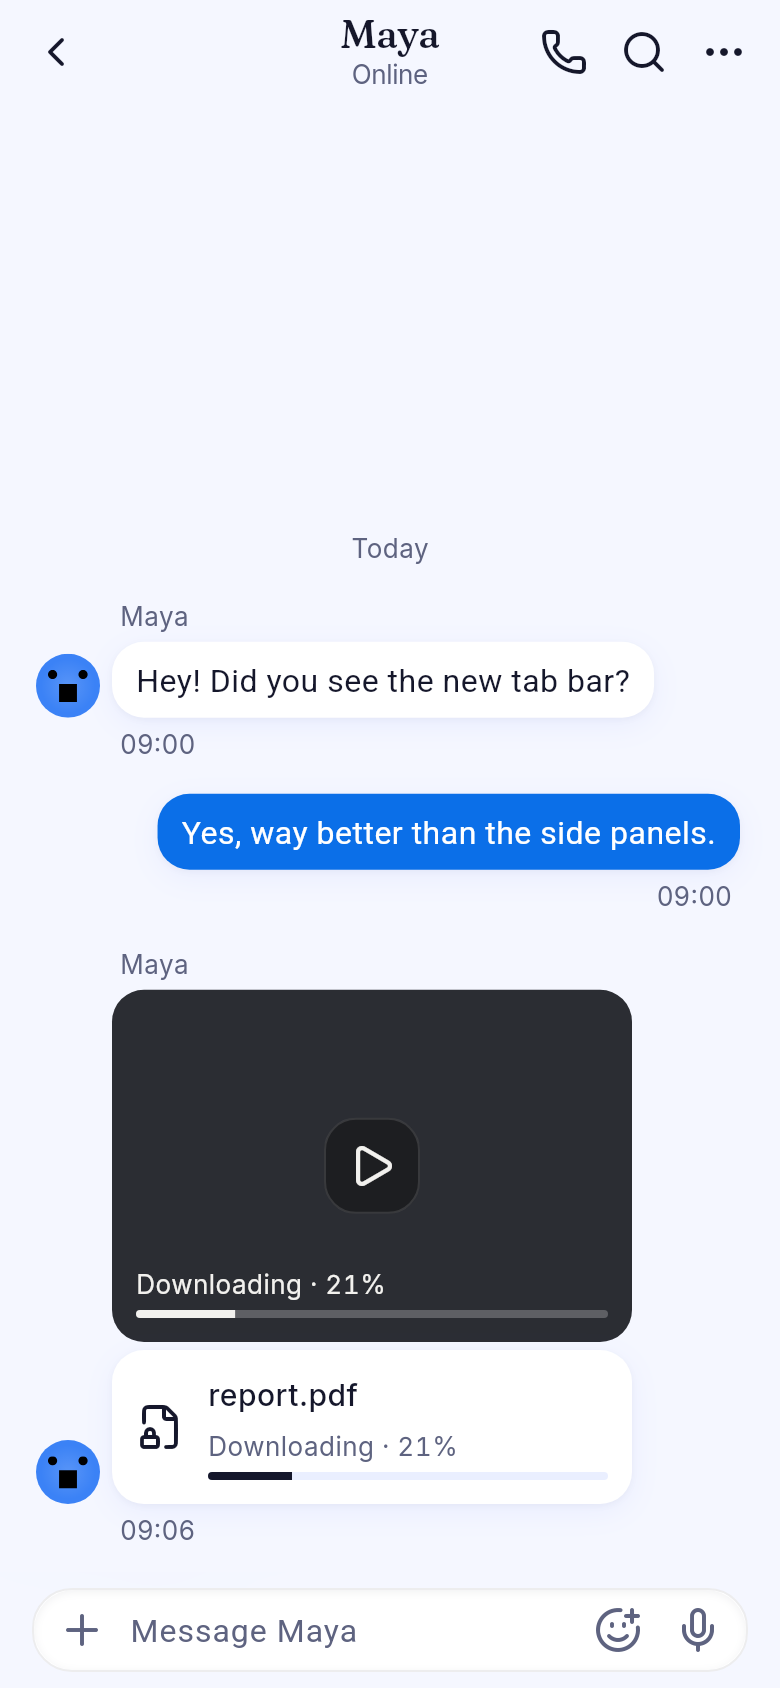 Maya
Online
Today
Maya
Hey! Did you see the new tab bar?
09:00
Yes, way better than the side panels.
09:00
Maya
Downloading · 21%
report.pdf
Downloading · 21%
09:06
Message Maya